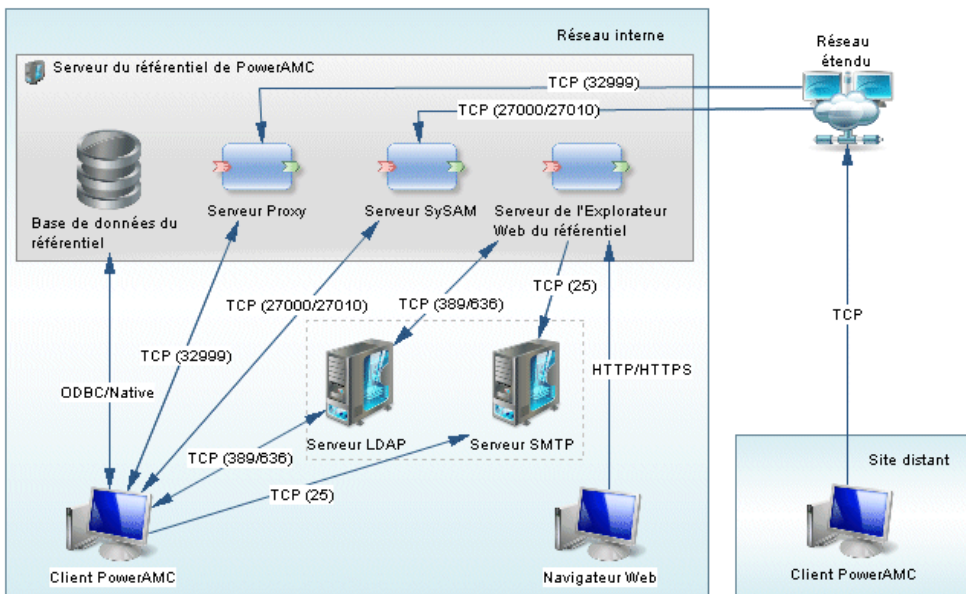 Réseau interne
Réseau
étendu
Serveur du référentiel de PowerAMC
TCP (32999)
TCP (27000/27010)
Serveur Proxy
Serveur SySAM
Serveur de l'Explorateur
Web du référentiel
Base de données du
référentiel
TCP (25)
TCP (389/636)
TCP (27000/27010)
TCP
TCP (32999)
HTTP/HTTPS
ODBC/Native
Serveur LDAP
Serveur SMTP
TCP (389/636)
Site distant
TCP (25)
Client PowerAMC
Navigateur Web
Client PowerAMC